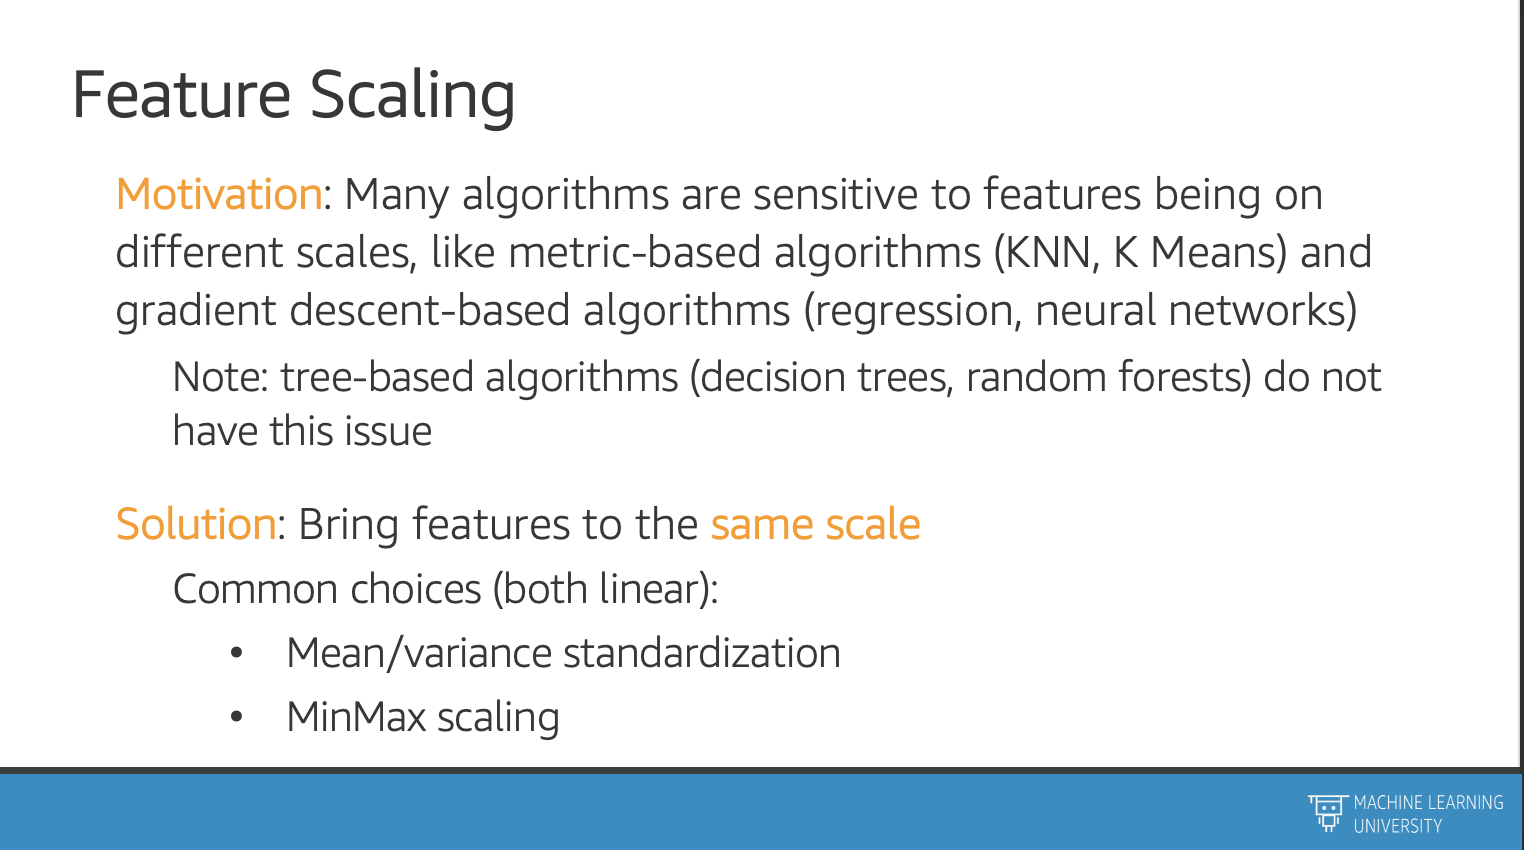 Feature Scaling
Motivation: Many algorithms are sensitive to features being on
different scales, like metric-based algorithms (KNN, K Means) and
gradient descent-based algorithms (regression, neural networks)
Note: tree-based algorithms (decision trees, random forests) do not
have this issue
Solution: Bring features to the same scale
Common choices (both linear):
• Mean/variance standardization
• MinMax scaling
MACHINE LEARNING
UNIVERSITY